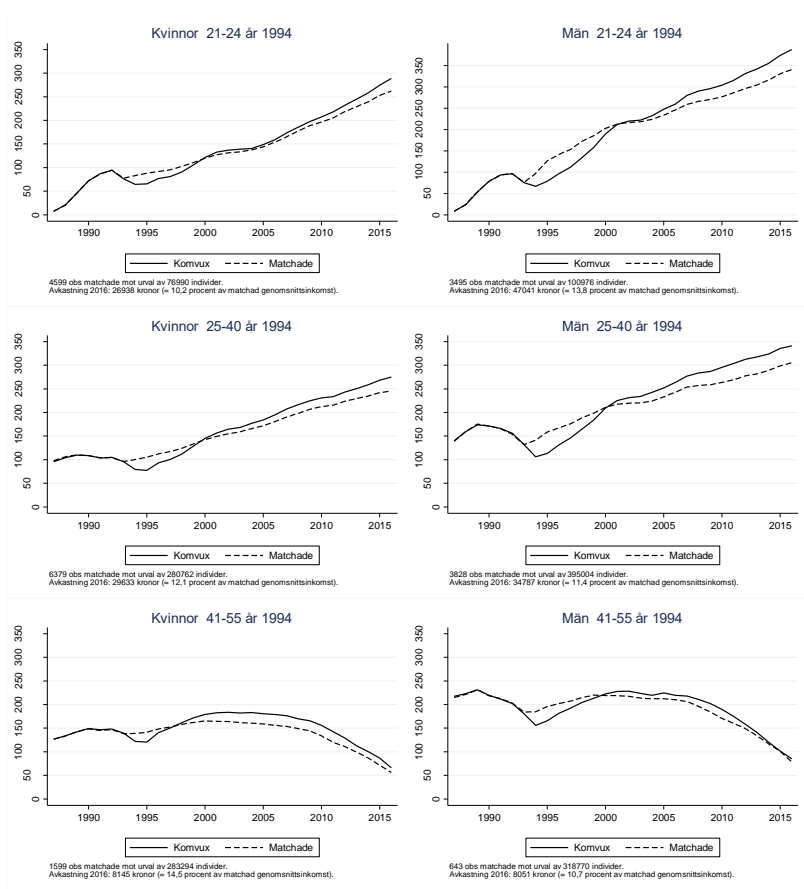 Kvinnor 21-24 år 1994
350
300
250
200
150
100
50
0
1990 1995 2000 2005 2010 2015
Komvux Matchade
4599 obs matchade mot urval av 76990 individer.
Avkastning 2016: 26938 kronor (= 10,2 procent av matchad genomsnittsinkomst).
Män 21-24 år 1994
350
300
250
200
150
100
50
0
1990 1995 2000 2005 2010 2015
Komvux Matchade
3495 obs matchade mot urval av 100976 individer.
Avkastning 2016: 47041 kronor (= 13,8 procent av matchad genomsnittsinkomst).
Kvinnor 25-40 år 1994
350
300
250
200
150
100
50
0
1990 1995 2000 2005 2010 2015
Komvux Matchade
6379 obs matchade mot urval av 280762 individer.
Avkastning 2016: 29633 kronor (= 12,1 procent av matchad genomsnittsinkomst).
Män 25-40 år 1994
350
300
250
200
150
100
50
0
1990 1995 2000 2005 2010 2015
Komvux Matchade
3828 obs matchade mot urval av 395004 individer.
Avkastning 2016: 34787 kronor (= 11,4 procent av matchad genomsnittsinkomst).
Kvinnor 41-55 år 1994
350
300
250
200
150
100
50
0
1990 1995 2000 2005 2010 2015
Komvux Matchade
1599 obs matchade mot urval av 283294 individer.
Avkastning 2016: 8145 kronor (= 14,5 procent av matchad genomsnittsinkomst).
Män 41-55 år 1994
350
300
250
200
150
100
50
0
1990 1995 2000 2005 2010 2015
Komvux Matchade
643 obs matchade mot urval av 318770 individer.
Avkastning 2016: 8051 kronor (= 10,7 procent av matchad genomsnittsinkomst).